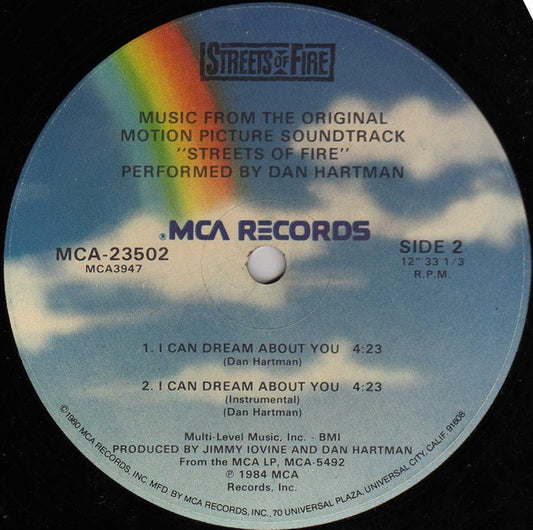 STREETS OF FIRE
MUSIC FROM THE ORIGINAL
MOTION PICTURE SOUNDTRACK
"STREETS OF FIRE"
PERFORMED BY DAN HARTMAN
®MCA RECORDS
MCA-23502
MCA3947
SIDE 2
12" 33 1/3
R.P.M.
1. I CAN DREAM ABOUT YOU 4:23
(Dan Hartman)
2. I CAN DREAM ABOUT YOU 4:23
(Instrumental)
(Dan Hartman)
Multi-Level Music, Inc. - BMI
PRODUCED BY JIMMY IOVINE AND DAN HARTMAN
From the MCA LP, MCA-5492
℗ 1984 MCA
Records, Inc.
©1980 MCA RECORDS, INC. MFD. BY MCA RECORDS, INC., 70 UNIVERSAL PLAZA, UNIVERSAL CITY, CALIF. 91608